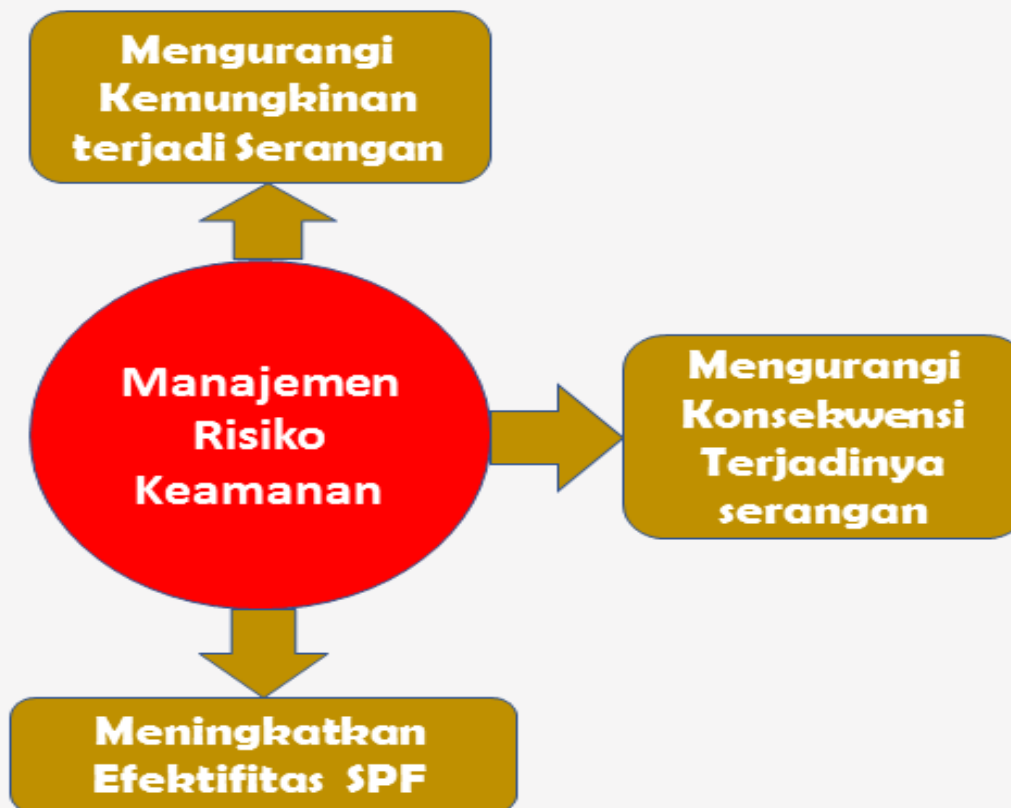 Mengurangi
Kemungkinan
terjadi Serangan
Manajemen
Risiko
Keamanan
Mengurangi
Konsekwensi
Terjadinya
serangan
Meningkatkan
Efektifitas SPF